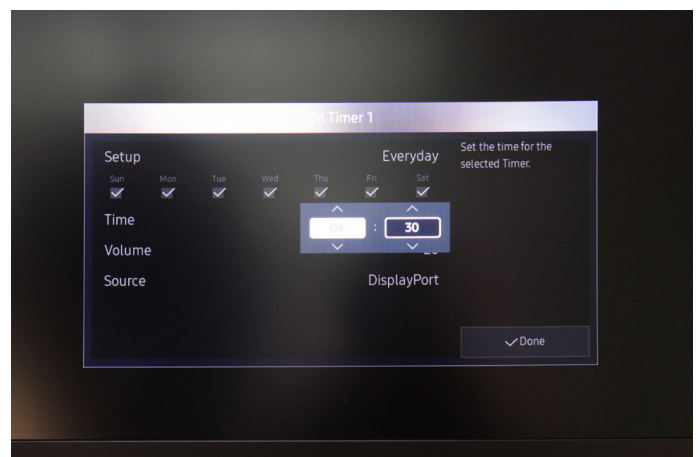 On Timer 1
Setup
Everyday
Set the time for the
selected Timer.
Sun Mon Tue Wed Thu Fri Sat
Time
09 : 30
Volume
Source
DisplayPort
Done